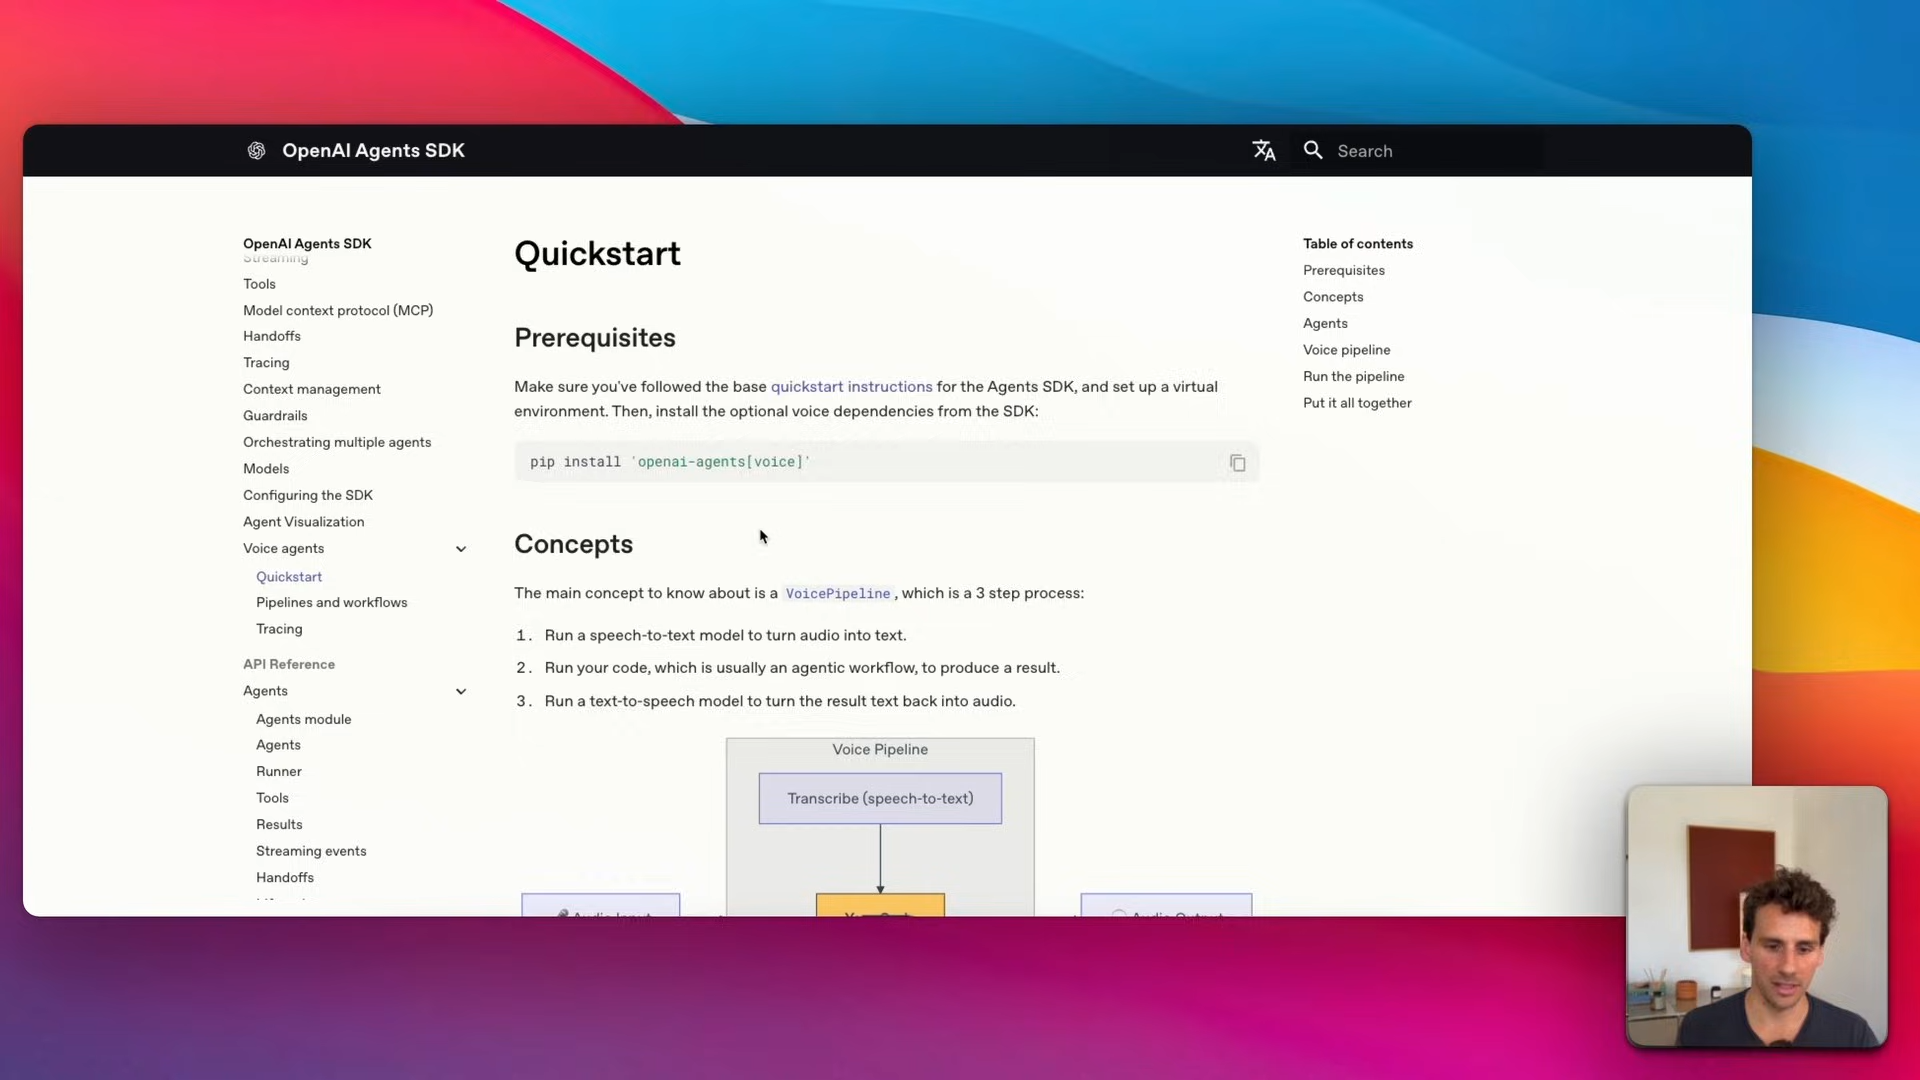 OpenAI Agents SDK
Search
OpenAI Agents SDK
Streaming
Tools
Model context protocol (MCP)
Handoffs
Tracing
Context management
Guardrails
Orchestrating multiple agents
Models
Configuring the SDK
Agent Visualization
Voice agents
Quickstart
Pipelines and workflows
Tracing
API Reference
Agents
Agents module
Agents
Runner
Tools
Results
Streaming events
Handoffs
Quickstart
Prerequisites
Make sure you've followed the base quickstart instructions for the Agents SDK, and set up a virtual
environment. Then, install the optional voice dependencies from the SDK:
pip install 'openai-agents[voice]'
Concepts
The main concept to know about is a VoicePipeline, which is a 3 step process:
1. Run a speech-to-text model to turn audio into text.
2. Run your code, which is usually an agentic workflow, to produce a result.
3. Run a text-to-speech model to turn the result text back into audio.
Voice Pipeline
Transcribe (speech-to-text)
Audio Input
Audio Output
Table of contents
Prerequisites
Concepts
Agents
Voice pipeline
Run the pipeline
Put it all together